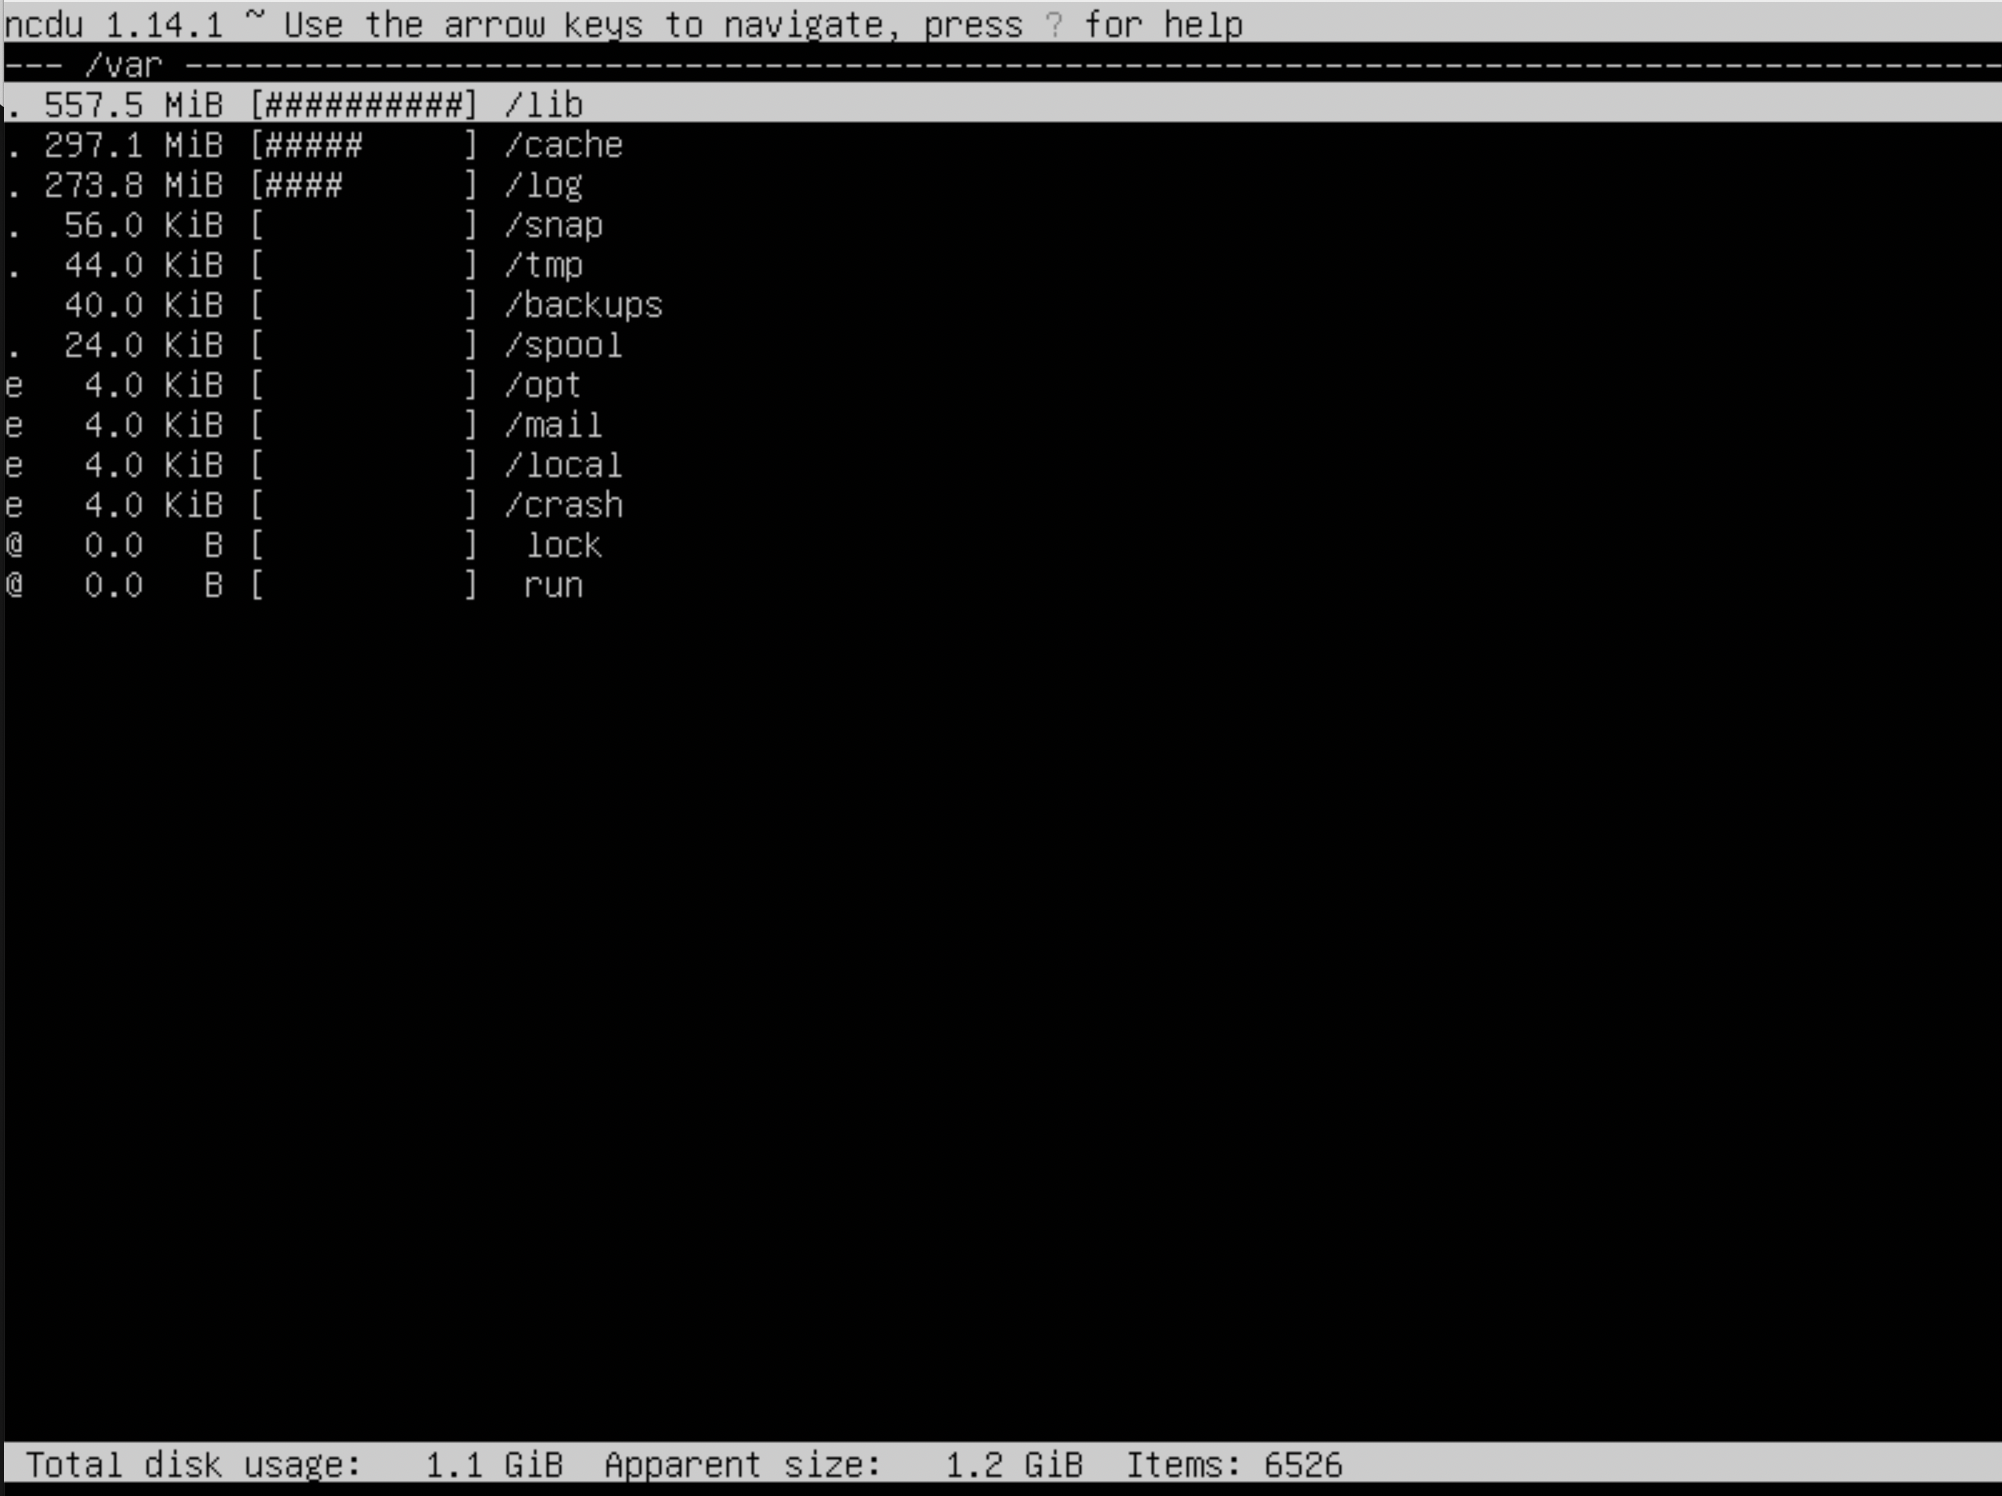 ncdu 1.14.1 ~ Use the arrow keys to navigate, press ? for help
--- /var --------------------------------------------------------------------------------------------
. 557.5 MiB [##########] /lib
. 297.1 MiB [#####     ] /cache
. 273.8 MiB [####      ] /log
.  56.0 KiB [          ] /snap
.  44.0 KiB [          ] /tmp
   40.0 KiB [          ] /backups
.  24.0 KiB [          ] /spool
e   4.0 KiB [          ] /opt
e   4.0 KiB [          ] /mail
e   4.0 KiB [          ] /local
e   4.0 KiB [          ] /crash
@   0.0   B [          ]  lock
@   0.0   B [          ]  run
 Total disk usage:   1.1 GiB  Apparent size:   1.2 GiB  Items: 6526